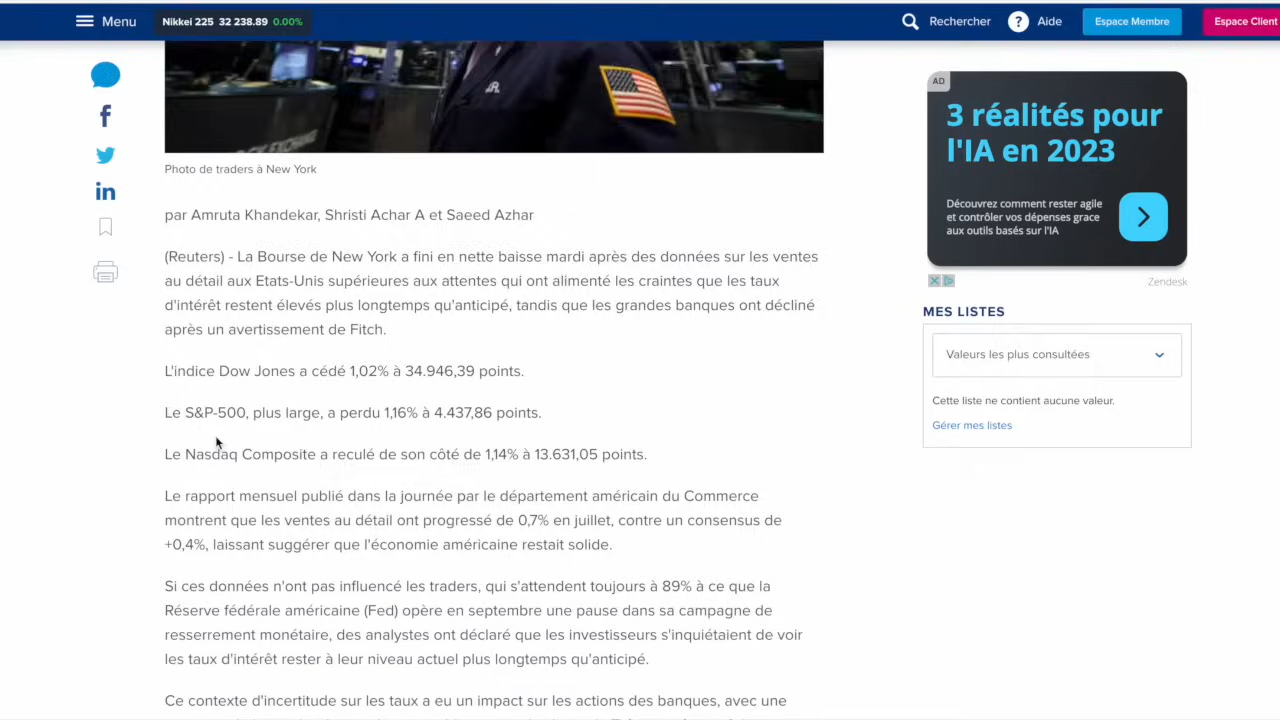 Menu
Nikkei 225 32 238.89 0.00%
Rechercher
? Aide
Espace Membre
Espace Client
Photo de traders à New York
par Amruta Khandekar, Shristi Achar A et Saeed Azhar
(Reuters) - La Bourse de New York a fini en nette baisse mardi après des données sur les ventes
au détail aux Etats-Unis supérieures aux attentes qui ont alimenté les craintes que les taux
d'intérêt restent élevés plus longtemps qu'anticipé, tandis que les grandes banques ont décliné
après un avertissement de Fitch.
L'indice Dow Jones a cédé 1,02% à 34.946,39 points.
Le S&P-500, plus large, a perdu 1,16% à 4.437,86 points.
Le Nasdaq Composite a reculé de son côté de 1,14% à 13.631,05 points.
Le rapport mensuel publié dans la journée par le département américain du Commerce
montrent que les ventes au détail ont progressé de 0,7% en juillet, contre un consensus de
+0,4%, laissant suggérer que l'économie américaine restait solide.
Si ces données n'ont pas influencé les traders, qui s'attendent toujours à 89% à ce que la
Réserve fédérale américaine (Fed) opère en septembre une pause dans sa campagne de
resserrement monétaire, des analystes ont déclaré que les investisseurs s'inquiétaient de voir
les taux d'intérêt rester à leur niveau actuel plus longtemps qu'anticipé.
Ce contexte d'incertitude sur les taux a eu un impact sur les actions des banques, avec une
AD
3 réalités pour
l'IA en 2023
Découvrez comment rester agile
et contrôler vos dépenses grace
aux outils basés sur l'IA
Zendesk
MES LISTES
Valeurs les plus consultées
Cette liste ne contient aucune valeur.
Gérer mes listes